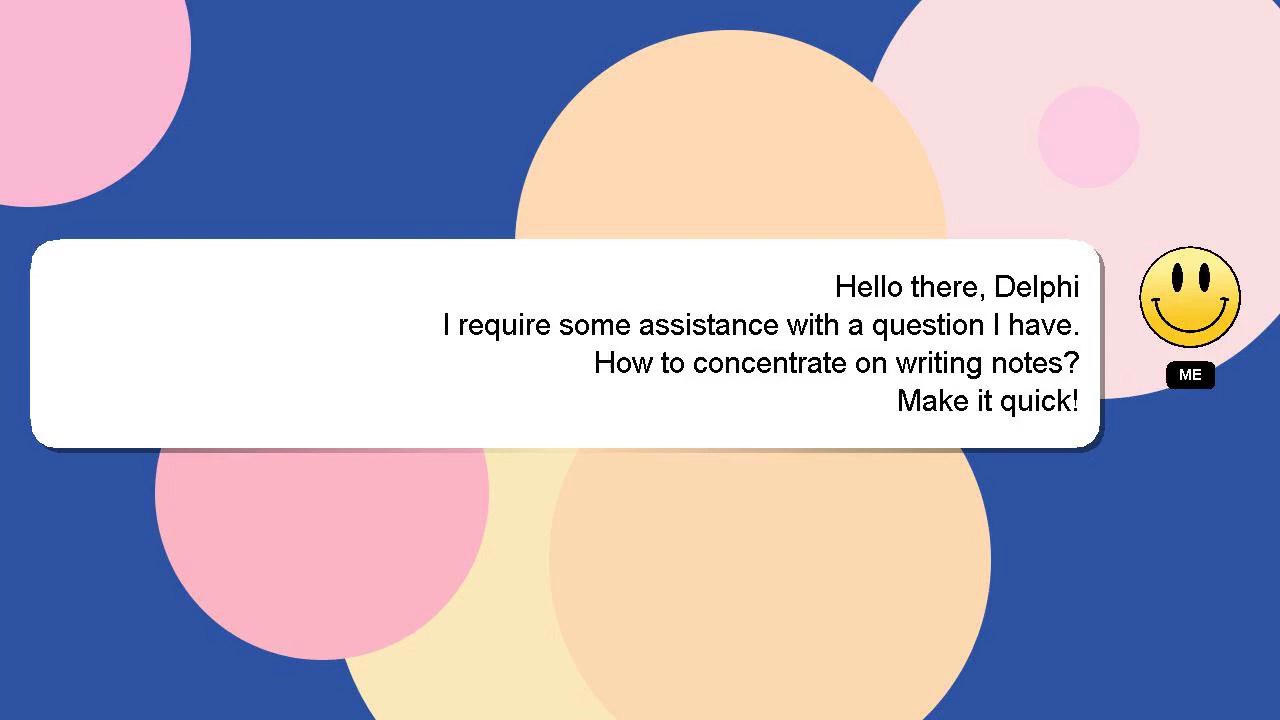 Hello there, Delphi
I require some assistance with a question I have.
How to concentrate on writing notes?
Make it quick!
ME